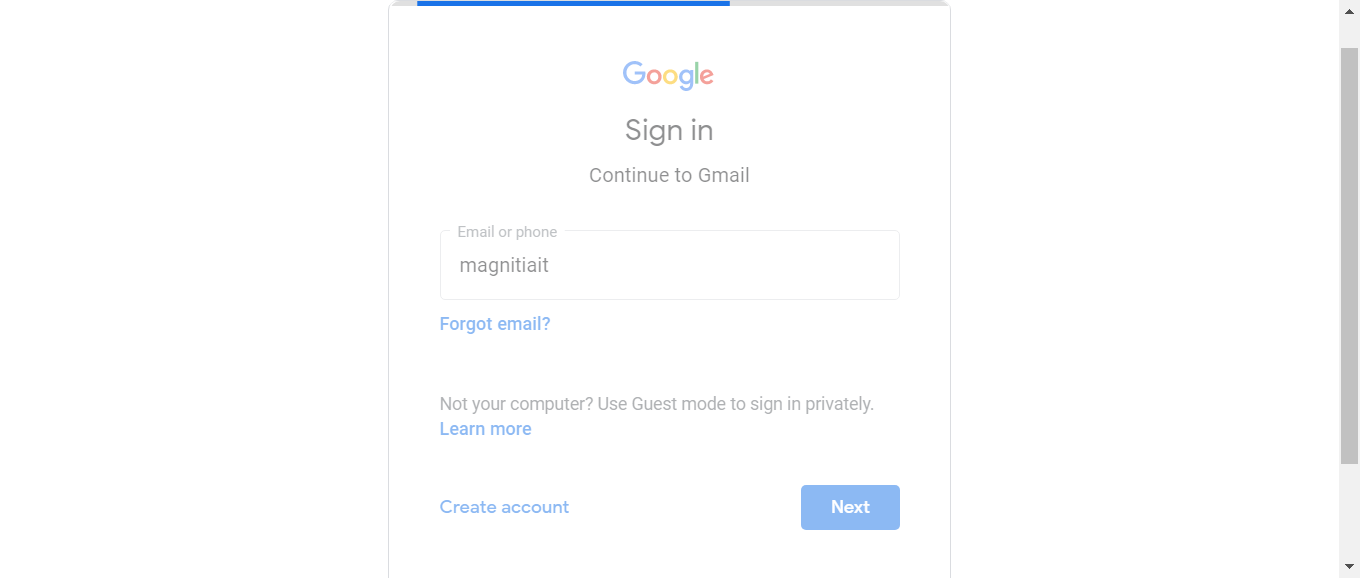 Google
Sign in
Continue to Gmail
Email or phone
magnitiait
Forgot email?
Not your computer? Use Guest mode to sign in privately.
Learn more
Create account
Next